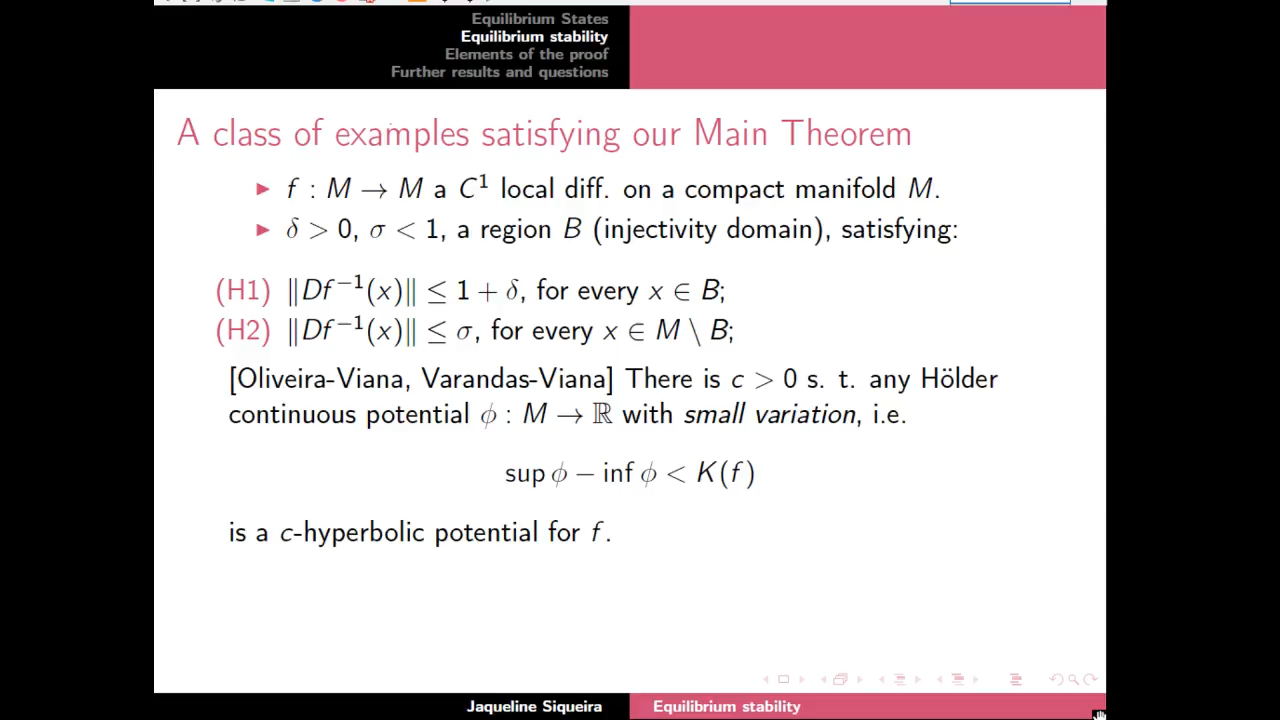 Equilibrium States
Equilibrium stability
Elements of the proof
Further results and questions
A class of examples satisfying our Main Theorem
▶ f : M → M a C¹ local diff. on a compact manifold M.
▶ δ > 0, σ < 1, a region B (injectivity domain), satisfying:
(H1) ‖Df⁻¹(x)‖ ≤ 1 + δ, for every x ∈ B;
(H2) ‖Df⁻¹(x)‖ ≤ σ, for every x ∈ M \ B;
[Oliveira-Viana, Varandas-Viana] There is c > 0 s. t. any Hölder
continuous potential ϕ : M → ℝ with small variation, i.e.
sup ϕ − inf ϕ < K(f)
is a c-hyperbolic potential for f.
Jaqueline Siqueira
Equilibrium stability